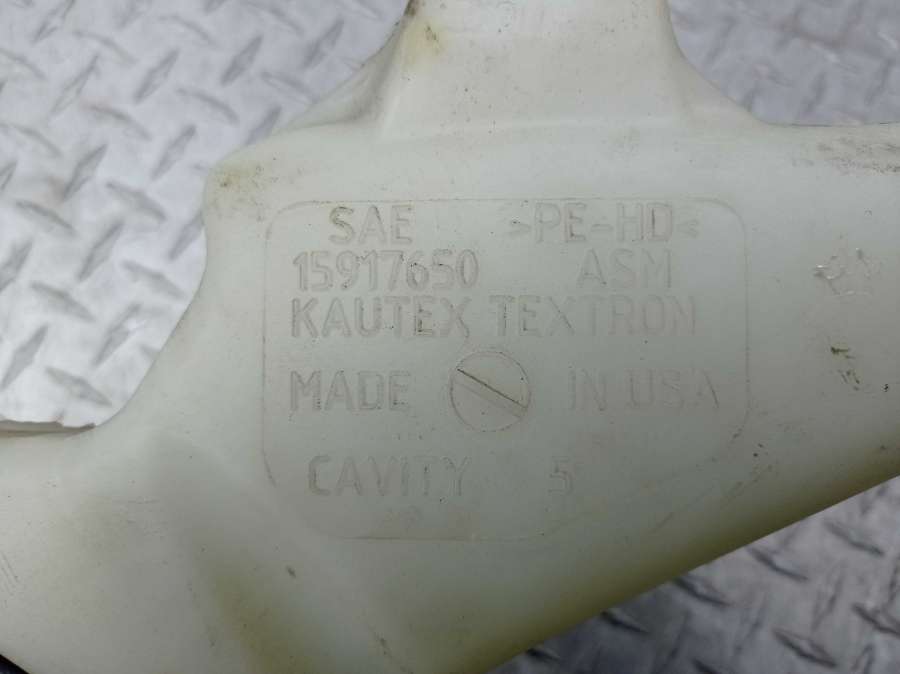 SAE >PE-HD<
15917650 ASM
KAUTEX TEXTRON
MADE IN USA
CAVITY 5